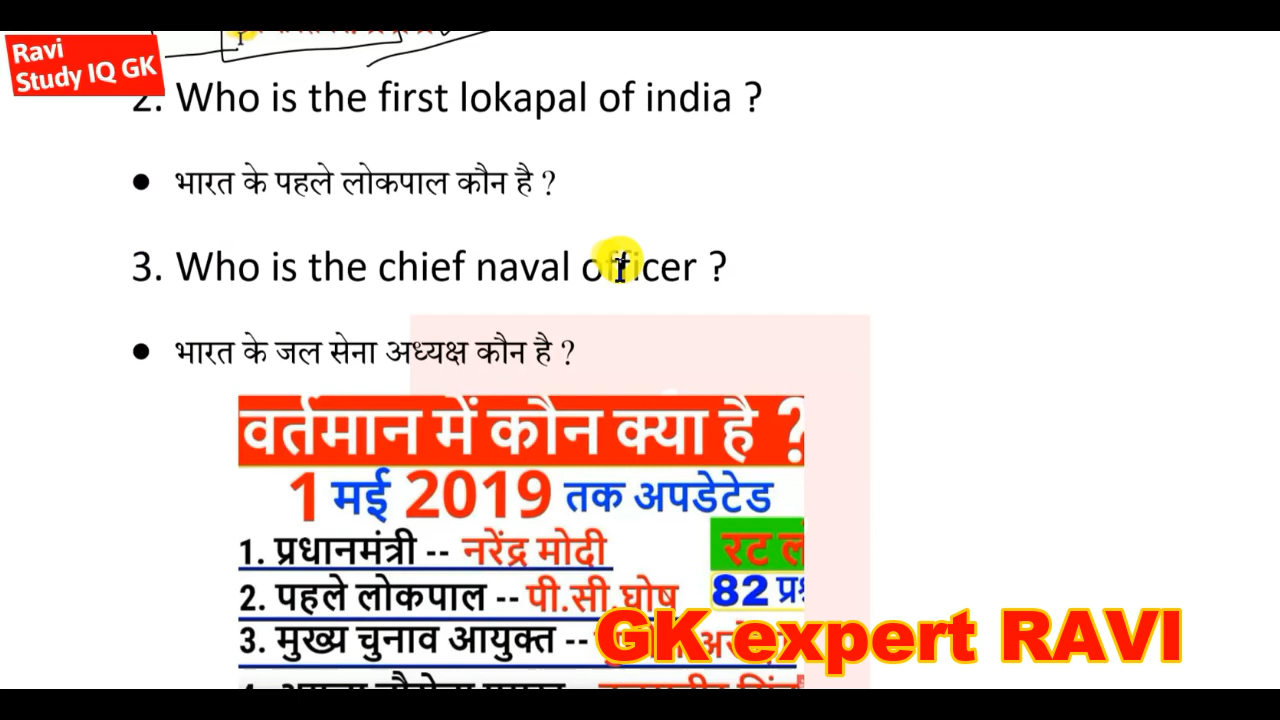 Ravi
Study IQ GK
2. Who is the first lokapal of india ?
● भारत के पहले लोकपाल कौन है ?
3. Who is the chief naval officer ?
● भारत के जल सेना अध्यक्ष कौन है ?
वर्तमान में कौन क्या है ?
1 मई 2019 तक अपडेटेड
1. प्रधानमंत्री -- नरेंद्र मोदी
रट
2. पहले लोकपाल -- पी.सी.घोष
82
3. मुख्य चुनाव आयुक्त --
GK expert RAVI